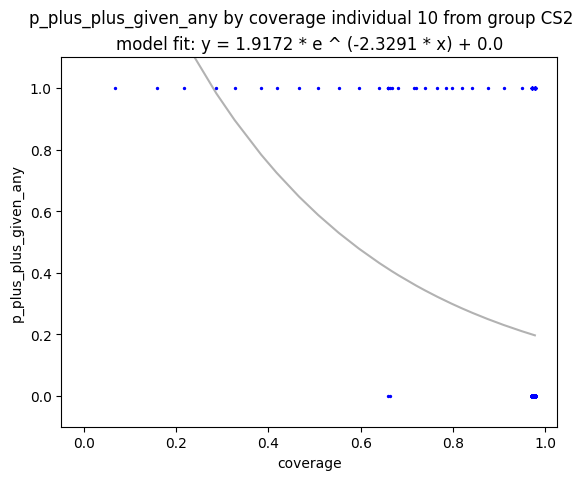 p_plus_plus_given_any by coverage individual 10 from group CS2
model fit: y = 1.9172 * e ^ (-2.3291 * x) + 0.0
1.0
0.8
0.6
0.4
0.2
0.0
p_plus_plus_given_any
0.0 0.2 0.4 0.6 0.8 1.0
coverage